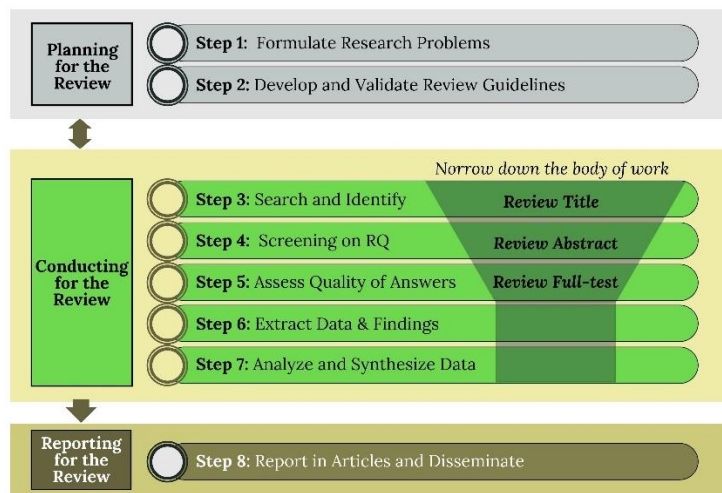 Planning
for the
Review
Step 1: Formulate Research Problems
Step 2: Develop and Validate Review Guidelines
Norrow down the body of work
Conducting
for the
Review
Step 3: Search and Identify
Review Title
Step 4: Screening on RQ
Review Abstract
Step 5: Assess Quality of Answers
Review Full-test
Step 6: Extract Data & Findings
Step 7: Analyze and Synthesize Data
Reporting
for the
Review
Step 8: Report in Articles and Disseminate